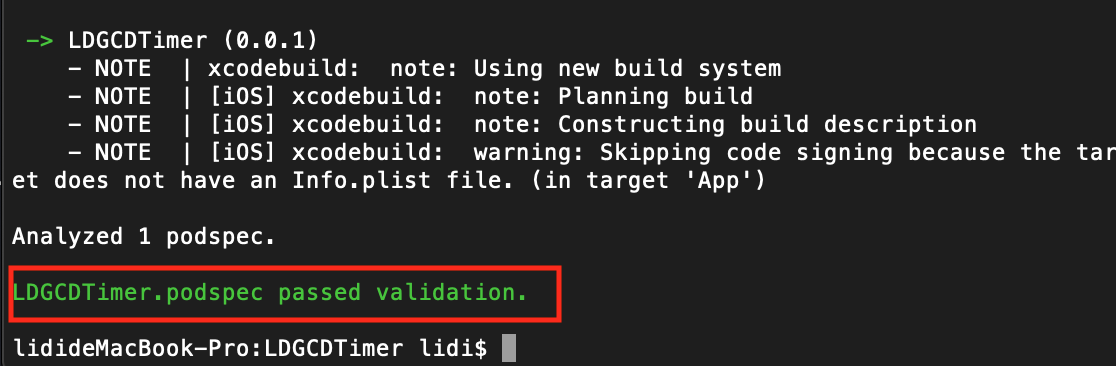 -> LDGCDTimer (0.0.1)
- NOTE | xcodebuild: note: Using new build system
- NOTE | [iOS] xcodebuild: note: Planning build
- NOTE | [iOS] xcodebuild: note: Constructing build description
- NOTE | [iOS] xcodebuild: warning: Skipping code signing because the tar
et does not have an Info.plist file. (in target 'App')
Analyzed 1 podspec.
LDGCDTimer.podspec passed validation.
lidideMacBook-Pro:LDGCDTimer lidi$